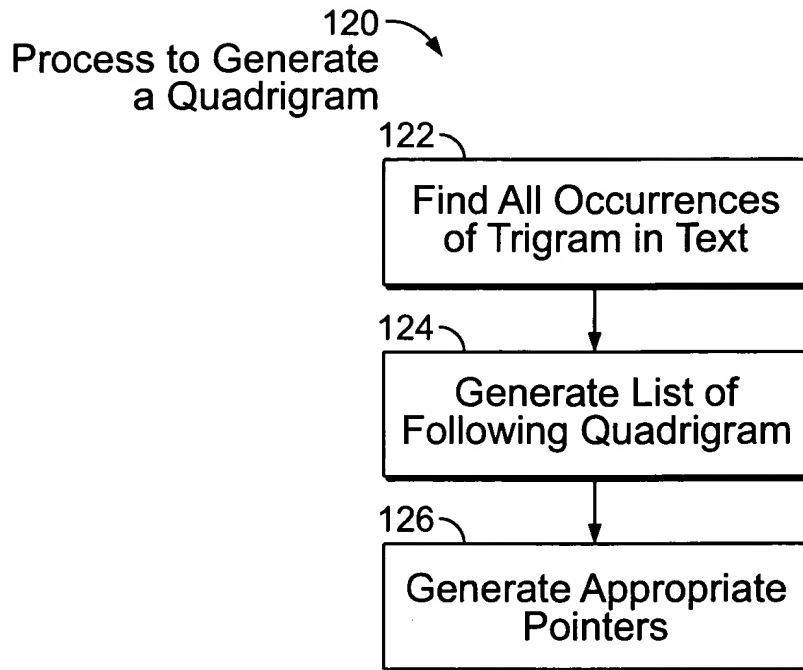 120
Process to Generate
a Quadrigram
122
Find All Occurrences
of Trigram in Text
124
Generate List of
Following Quadrigram
126
Generate Appropriate
Pointers